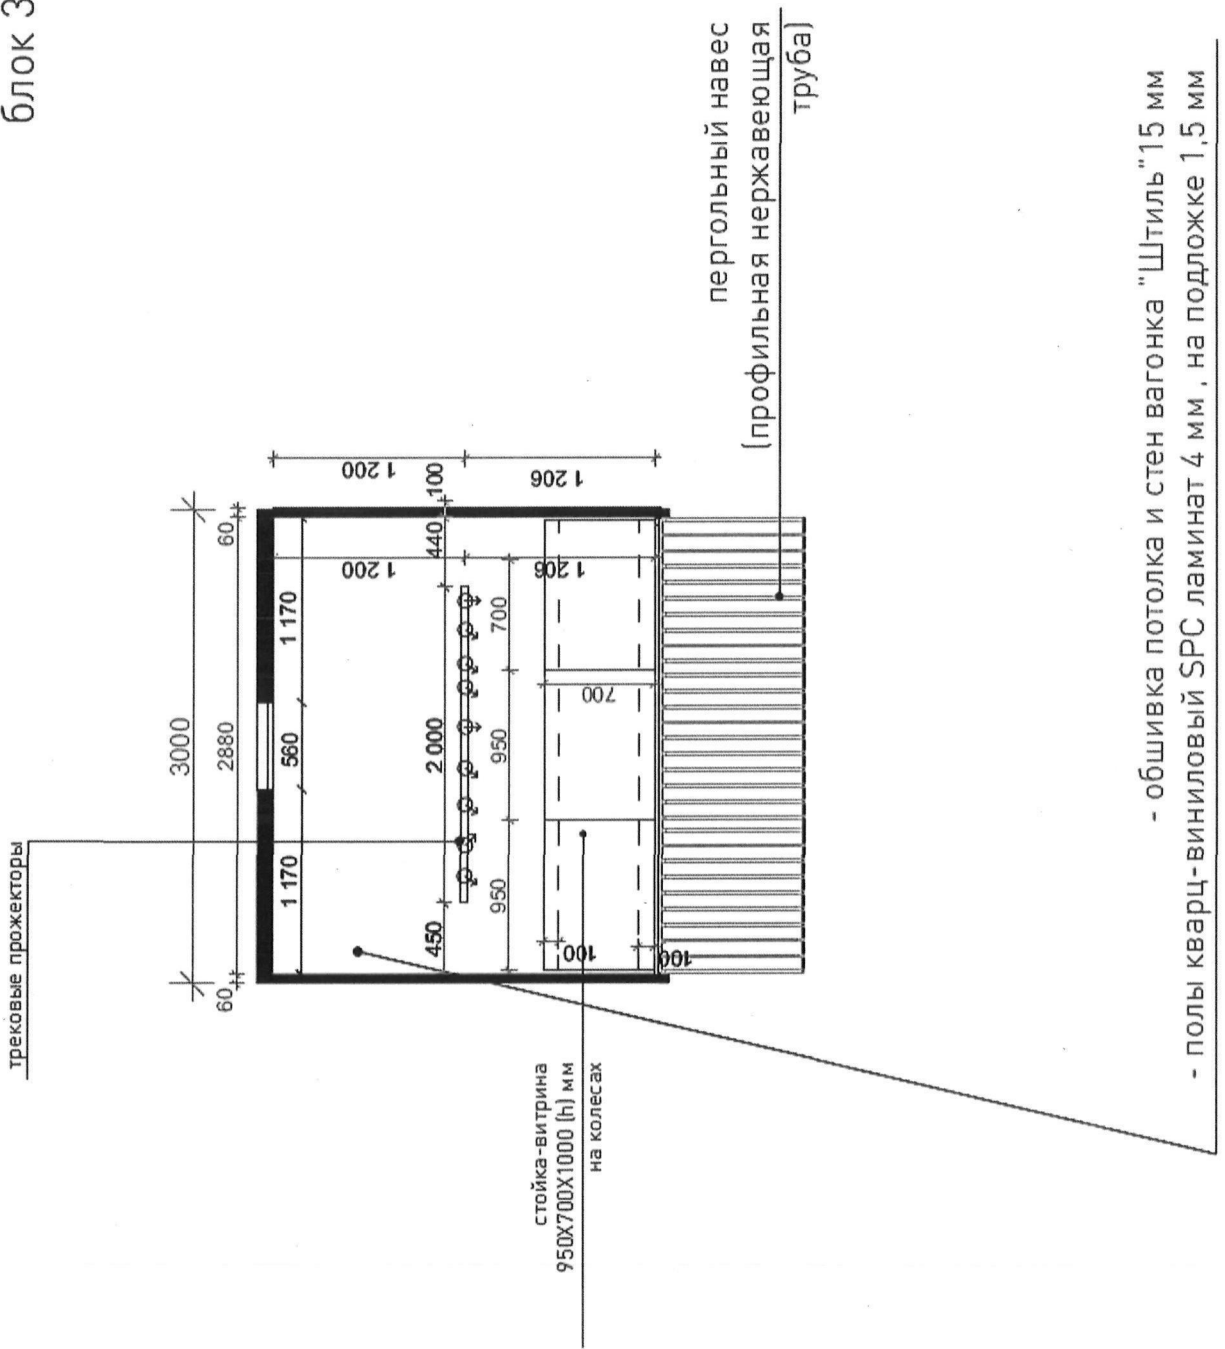 блок 3
трековые прожекторы
3000
60
2880
60
1 170
560
1 170
1 200
1 206
100
440
2 000
450
1 200
1 206
700
950
950
700
100
100
стойка-витрина
950X700X1000 (h) мм
на колесах
пергольный навес
(профильная нержавеющая
труба)
- обшивка потолка и стен вагонка "Штиль"15 мм
- полы кварц-виниловый SPC ламинат 4 мм , на подложке 1,5 мм